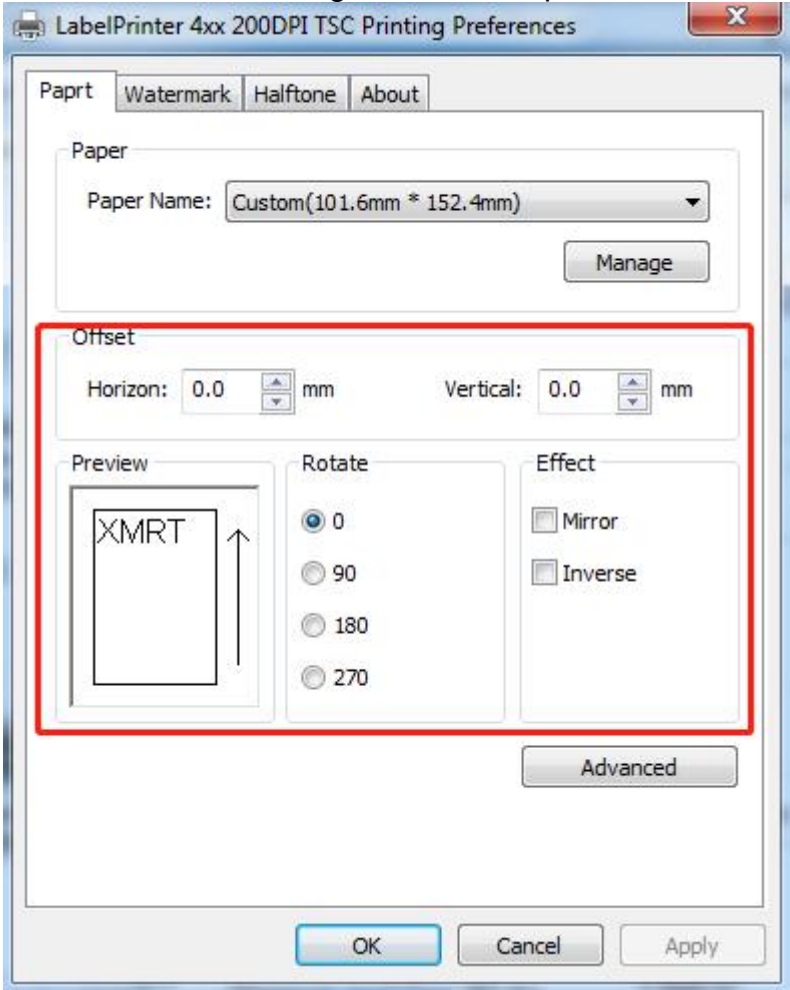 LabelPrinter 4xx 200DPI TSC Printing Preferences
Paprt Watermark Halftone About
Paper
Paper Name: Custom(101.6mm * 152.4mm)
Manage
Offset
Horizon: 0.0 mm Vertical: 0.0 mm
Preview Rotate Effect
XMRT 0 Mirror
90 Inverse
180
270
Advanced
OK Cancel Apply